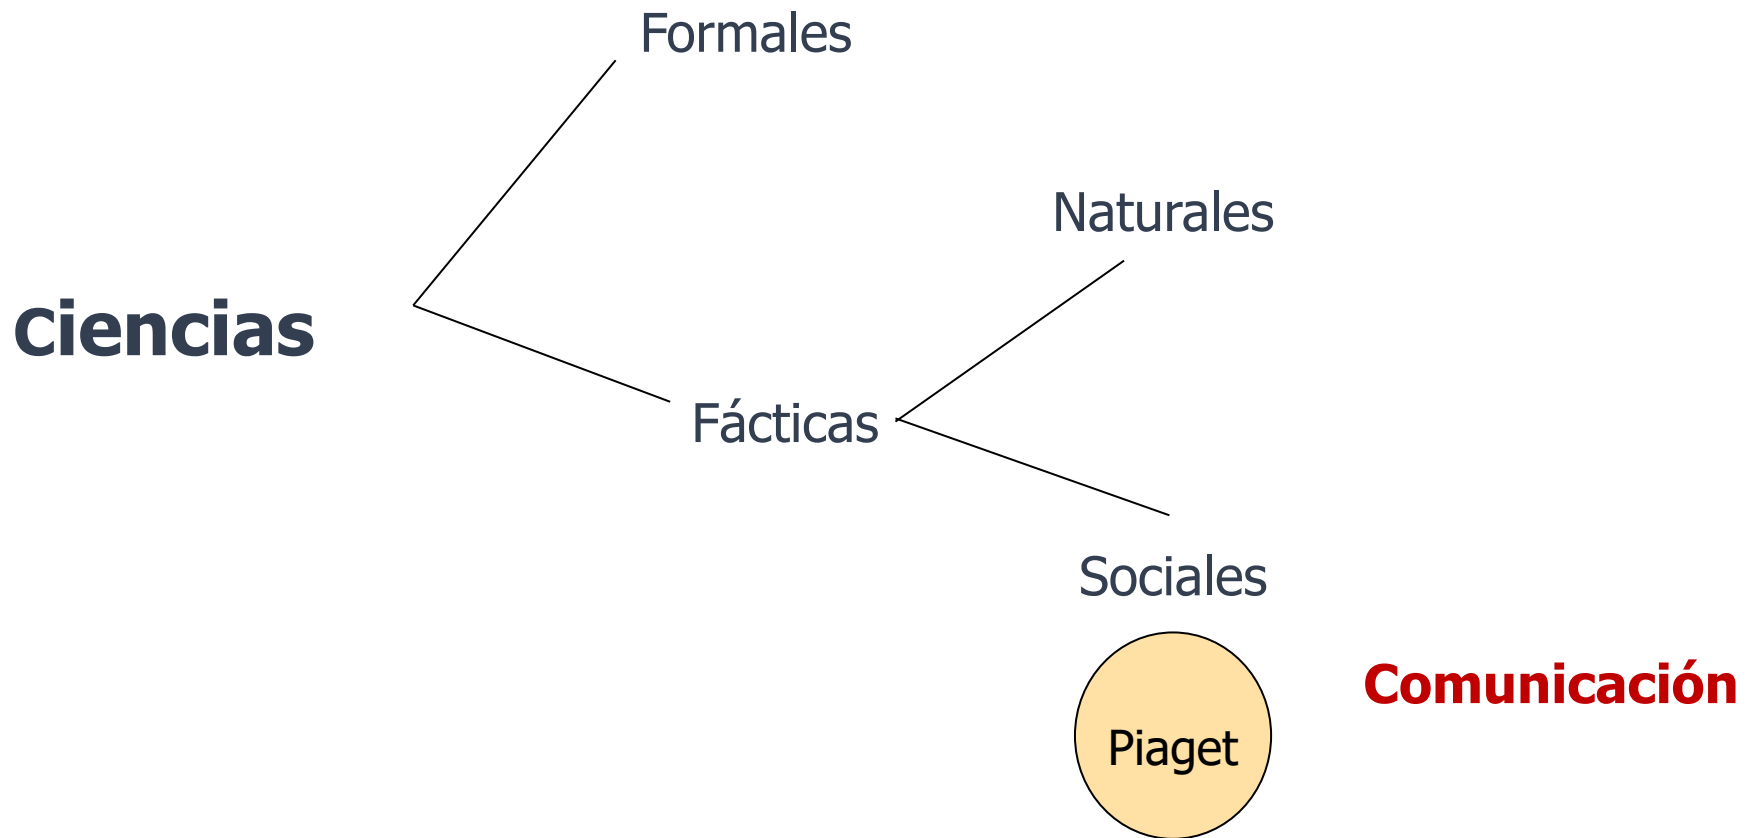 Formales
Naturales
Ciencias
Fácticas
Sociales
Comunicación
Piaget